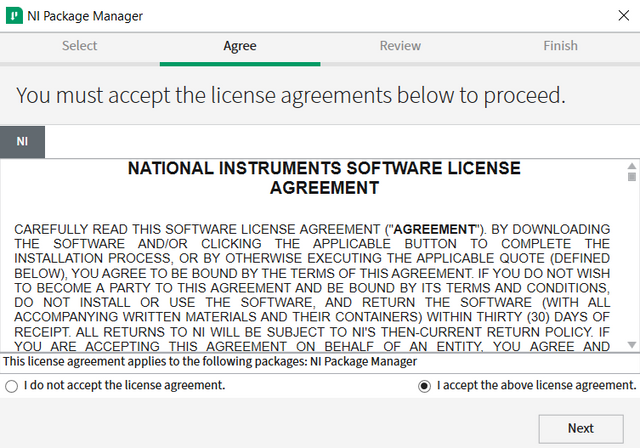 NI Package Manager
Select Agree Review Finish
You must accept the license agreements below to proceed.
NI
NATIONAL INSTRUMENTS SOFTWARE LICENSE
AGREEMENT
CAREFULLY READ THIS SOFTWARE LICENSE AGREEMENT ("AGREEMENT"). BY DOWNLOADING
THE SOFTWARE AND/OR CLICKING THE APPLICABLE BUTTON TO COMPLETE THE
INSTALLATION PROCESS, OR BY OTHERWISE EXECUTING THE APPLICABLE QUOTE (DEFINED
BELOW), YOU AGREE TO BE BOUND BY THE TERMS OF THIS AGREEMENT. IF YOU DO NOT WISH
TO BECOME A PARTY TO THIS AGREEMENT AND BE BOUND BY ITS TERMS AND CONDITIONS,
DO NOT INSTALL OR USE THE SOFTWARE, AND RETURN THE SOFTWARE (WITH ALL
ACCOMPANYING WRITTEN MATERIALS AND THEIR CONTAINERS) WITHIN THIRTY (30) DAYS OF
RECEIPT. ALL RETURNS TO NI WILL BE SUBJECT TO NI'S THEN-CURRENT RETURN POLICY. IF
YOU ARE ACCEPTING THIS AGREEMENT ON BEHALF OF AN ENTITY, YOU AGREE AND
This license agreement applies to the following packages: NI Package Manager
I do not accept the license agreement. I accept the above license agreement.
Next